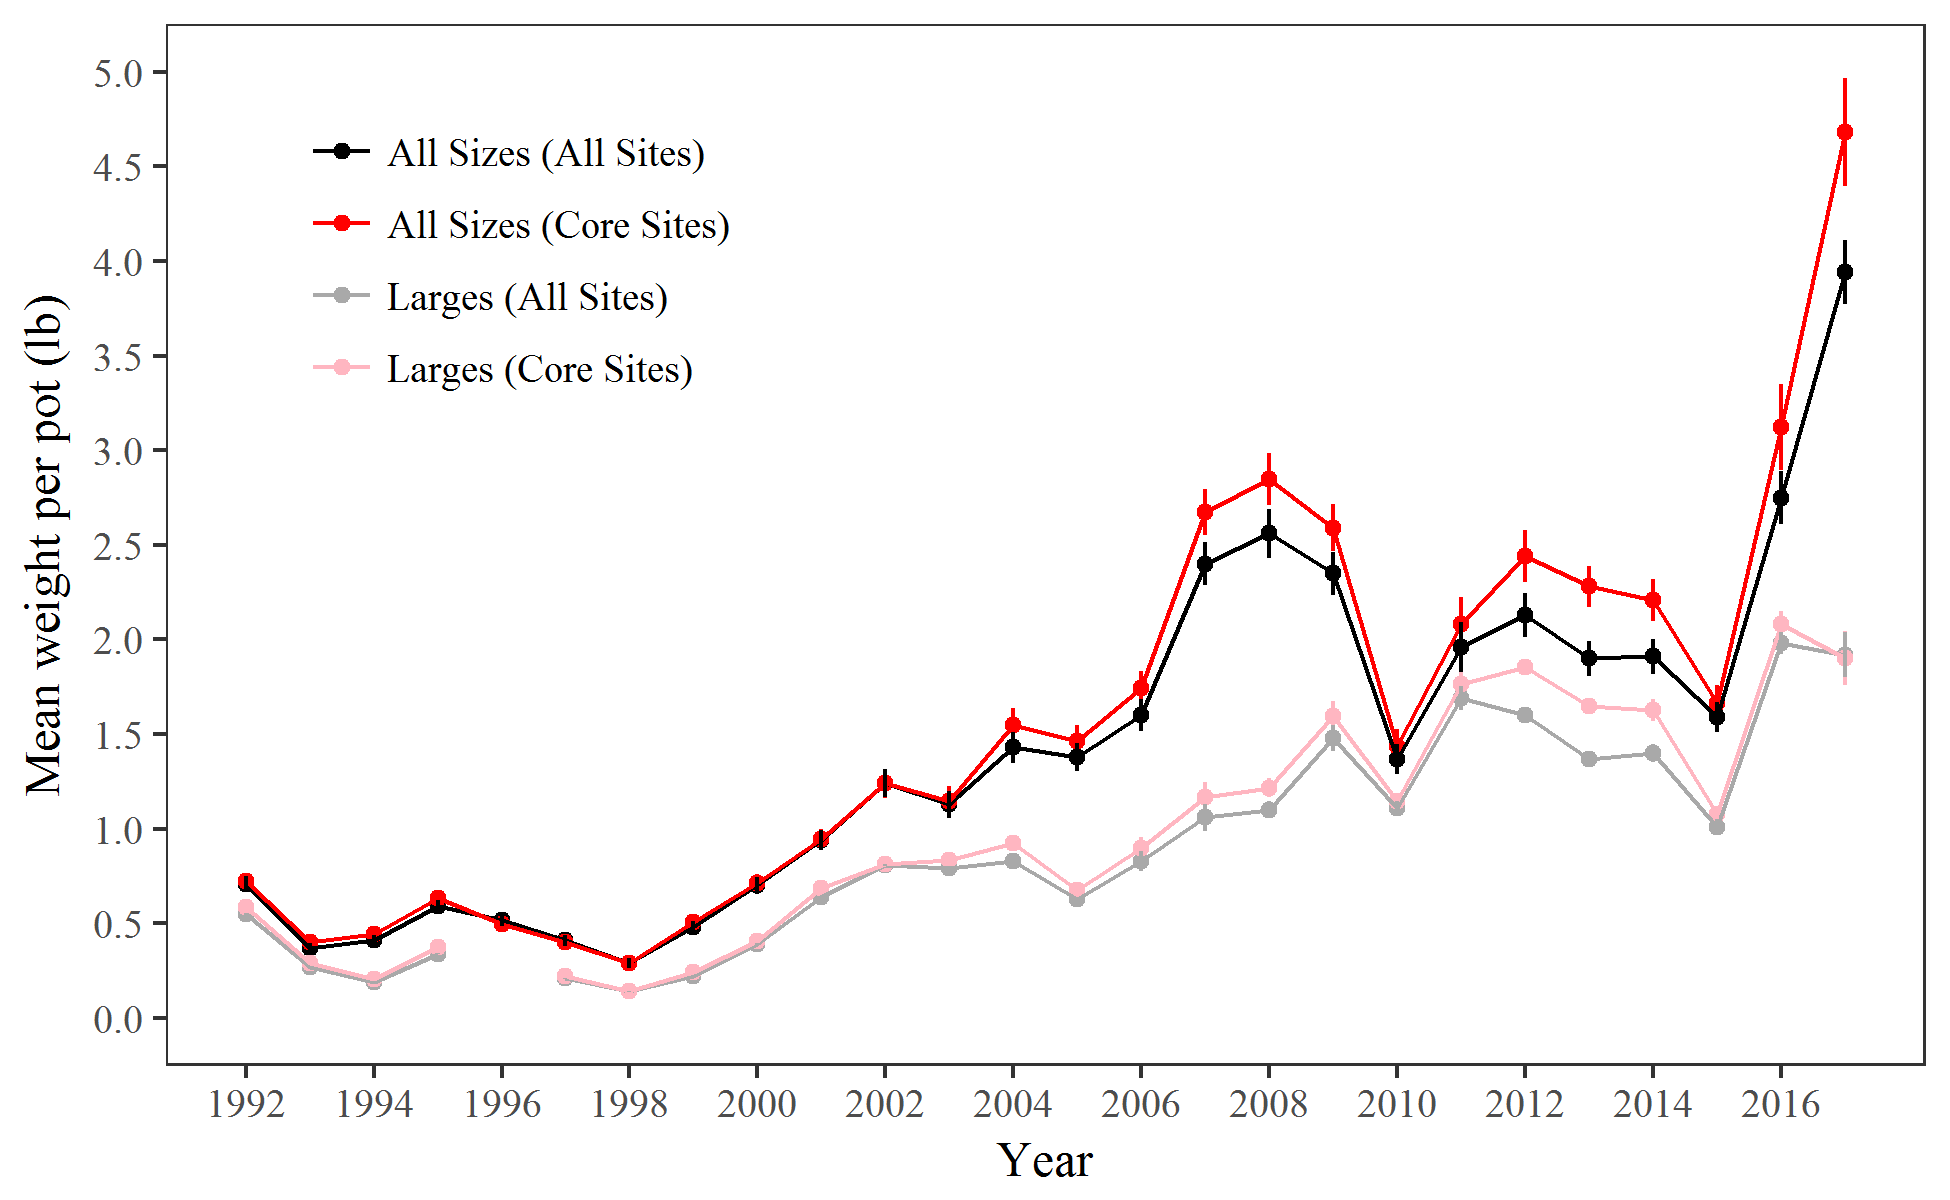 5.0
4.5
4.0
3.5
3.0
2.5
2.0
1.5
1.0
0.5
0.0
Mean weight per pot (lb)
All Sizes (All Sites)
All Sizes (Core Sites)
Larges (All Sites)
Larges (Core Sites)
1992 1994 1996 1998 2000 2002 2004 2006 2008 2010 2012 2014 2016
Year